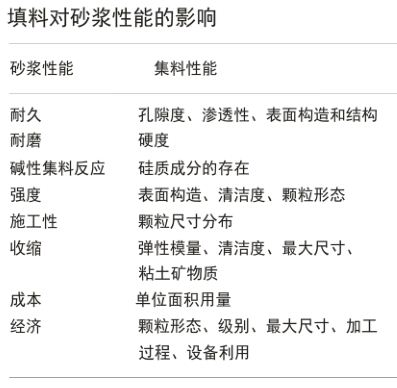 填料对砂浆性能的影响
砂浆性能 集料性能
耐久 孔隙度、渗透性、表面构造和结构
耐磨 硬度
碱性集料反应 硅质成分的存在
强度 表面构造、清洁度、颗粒形态
施工性 颗粒尺寸分布
收缩 弹性模量、清洁度、最大尺寸、
粘土矿物质
成本 单位面积用量
经济 颗粒形态、级别、最大尺寸、加工
过程、设备利用